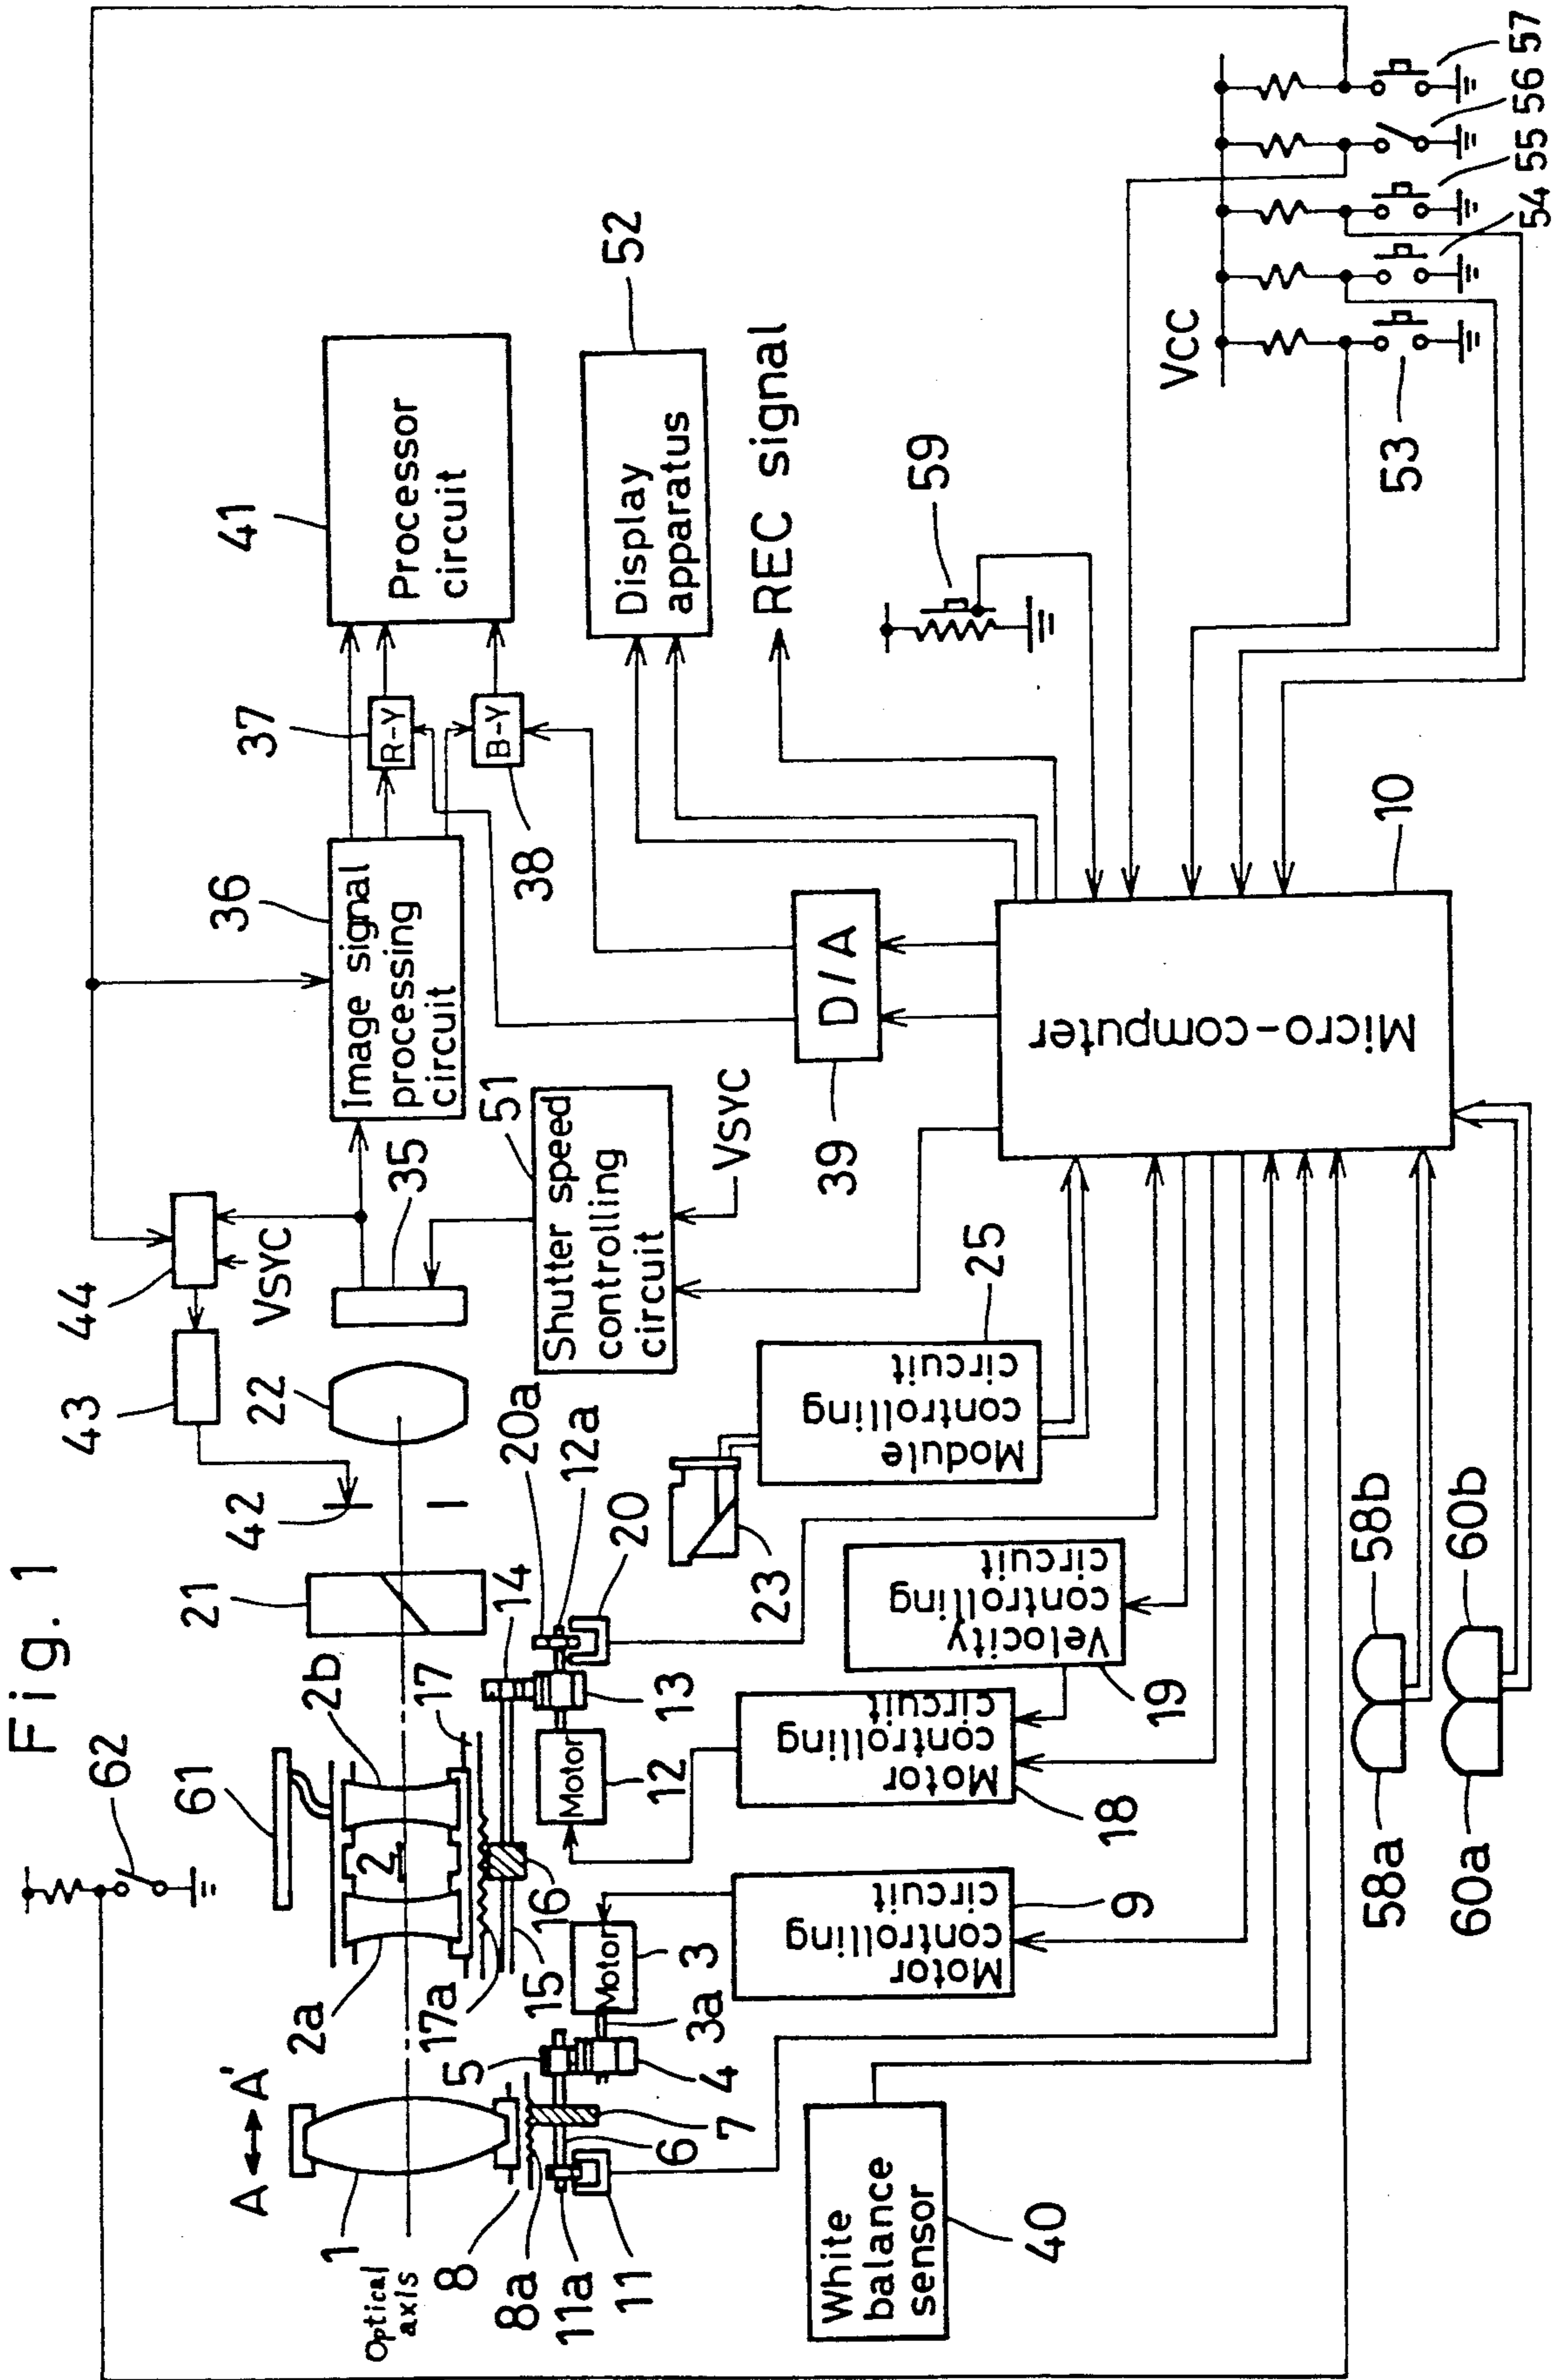 Fig. 1
A ↔ A'
1
Optical
axis
2a
2
2b
61
62
17
17a
21
42
22
43
44
VSYC
35
36
Image signal
processing
circuit
37
R-Y
38
B-Y
41
Processor
circuit
8
8a
11a
11
6
7
5
4
3a
Motor
3
15
16
14
Motor
12
13
20a
12a
20
23
Shutter speed
controlling
circuit
51
VSYC
D/A
39
Display
apparatus
52
REC signal
59
White
balance
sensor
40
Motor
controlling
circuit
9
Motor
controlling
circuit
18
Velocity
controlling
circuit
19
Module
controlling
circuit
25
Micro-computer
10
58a
58b
60a
60b
VCC
53
54
55
56
57